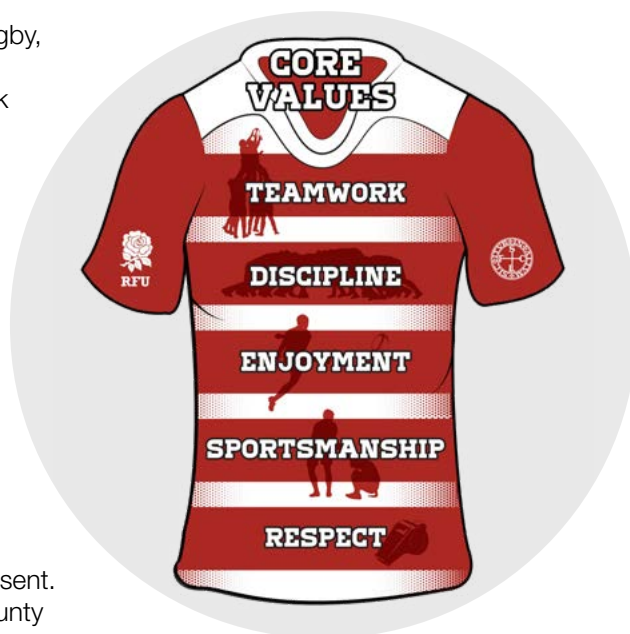 gby,
k
CORE
VALUES
TEAMWORK
DISCIPLINE
ENJOYMENT
SPORTSMANSHIP
RESPECT
RFU
sent.
unty